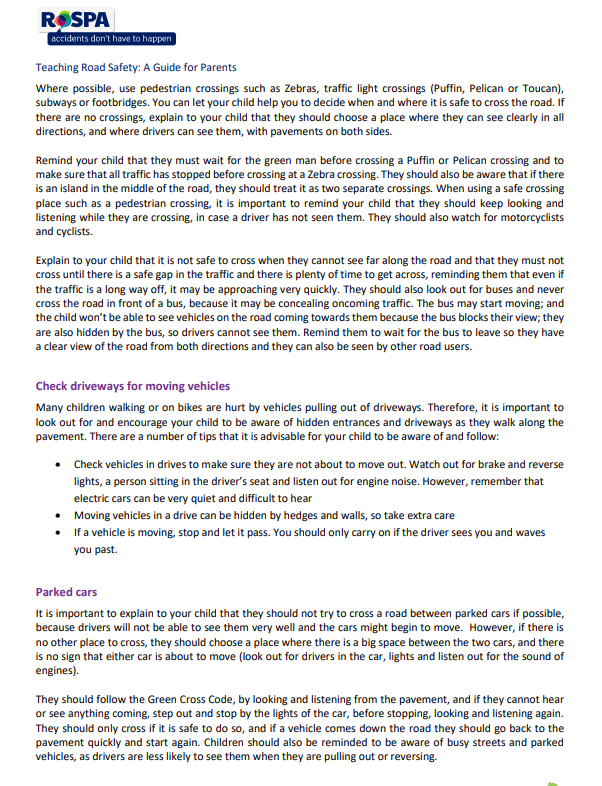 RoSPA
accidents don't have to happen
Teaching Road Safety: A Guide for Parents
Where possible, use pedestrian crossings such as Zebras, traffic light crossings (Puffin, Pelican or Toucan),
subways or footbridges. You can let your child help you to decide when and where it is safe to cross the road. If
there are no crossings, explain to your child that they should choose a place where they can see clearly in all
directions, and where drivers can see them, with pavements on both sides.
Remind your child that they must wait for the green man before crossing a Puffin or Pelican crossing and to
make sure that all traffic has stopped before crossing at a Zebra crossing. They should also be aware that if there
is an island in the middle of the road, they should treat it as two separate crossings. When using a safe crossing
place such as a pedestrian crossing, it is important to remind your child that they should keep looking and
listening while they are crossing, in case a driver has not seen them. They should also watch for motorcyclists
and cyclists.
Explain to your child that it is not safe to cross when they cannot see far along the road and that they must not
cross until there is a safe gap in the traffic and there is plenty of time to get across, reminding them that even if
the traffic is a long way off, it may be approaching very quickly. They should also look out for buses and never
cross the road in front of a bus, because it may be concealing oncoming traffic. The bus may start moving; and
the child won't be able to see vehicles on the road coming towards them because the bus blocks their view; they
are also hidden by the bus, so drivers cannot see them. Remind them to wait for the bus to leave so they have
a clear view of the road from both directions and they can also be seen by other road users.
Check driveways for moving vehicles
Many children walking or on bikes are hurt by vehicles pulling out of driveways. Therefore, it is important to
look out for and encourage your child to be aware of hidden entrances and driveways as they walk along the
pavement. There are a number of tips that it is advisable for your child to be aware of and follow:
• Check vehicles in drives to make sure they are not about to move out. Watch out for brake and reverse
lights, a person sitting in the driver's seat and listen out for engine noise. However, remember that
electric cars can be very quiet and difficult to hear
• Moving vehicles in a drive can be hidden by hedges and walls, so take extra care
• If a vehicle is moving, stop and let it pass. You should only carry on if the driver sees you and waves
you past.
Parked cars
It is important to explain to your child that they should not try to cross a road between parked cars if possible,
because drivers will not be able to see them very well and the cars might begin to move. However, if there is
no other place to cross, they should choose a place where there is a big space between the two cars, and there
is no sign that either car is about to move (look out for drivers in the car, lights and listen out for the sound of
engines).
They should follow the Green Cross Code, by looking and listening from the pavement, and if they cannot hear
or see anything coming, step out and stop by the lights of the car, before stopping, looking and listening again.
They should only cross if it is safe to do so, and if a vehicle comes down the road they should go back to the
pavement quickly and start again. Children should also be reminded to be aware of busy streets and parked
vehicles, as drivers are less likely to see them when they are pulling out or reversing.